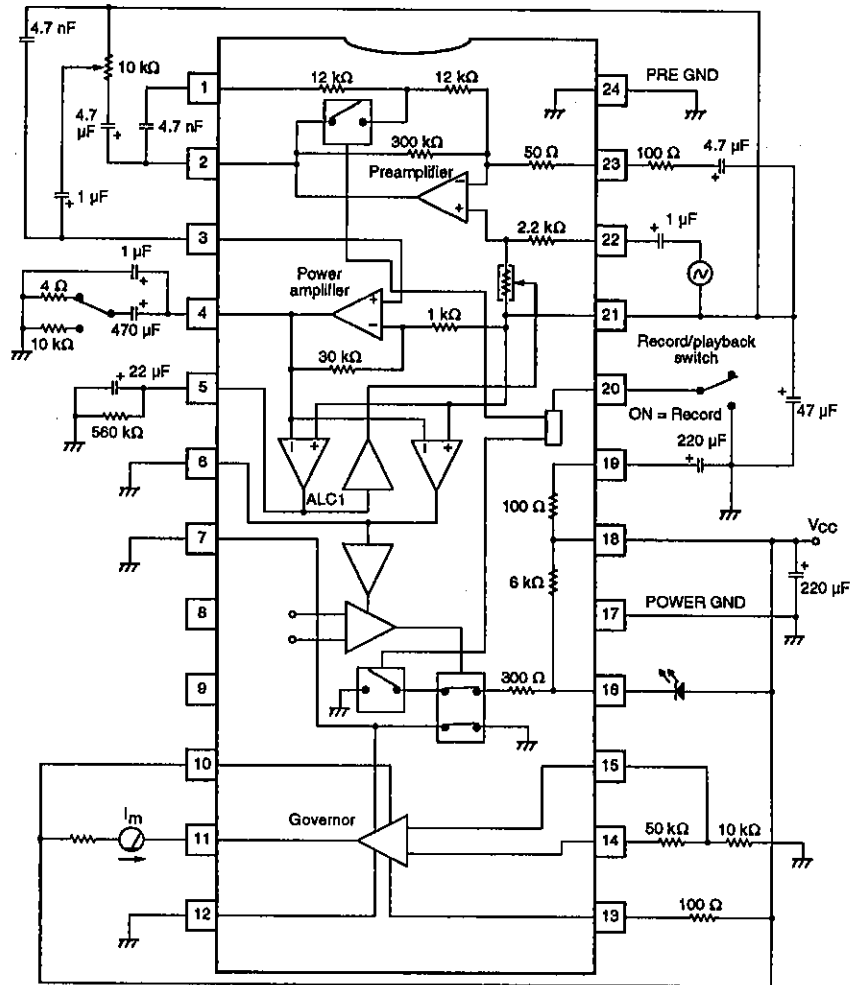 4.7 nF
12 kΩ
12 kΩ
PRE GND
10 kΩ
1
24
4.7 µF
+
4.7 nF
300 kΩ
50 Ω
100 Ω
4.7 µF
+
2
23
Preamplifier
−
+
1 µF
+
2.2 kΩ
1 µF
+
3
22
1 µF
+
Power amplifier
+
−
4 Ω
4
1 kΩ
21
470 µF
+
10 kΩ
30 kΩ
Record/playback switch
22 µF
+
5
20
47 µF
+
560 kΩ
ON = Record
− +
− +
220 µF
+
6
19
ALC1
100 Ω
7
18
VCC
6 kΩ
220 µF
+
8
17
POWER GND
9
300 Ω
16
10
15
Im
Governor
11
14
50 kΩ
10 kΩ
12
13
100 Ω